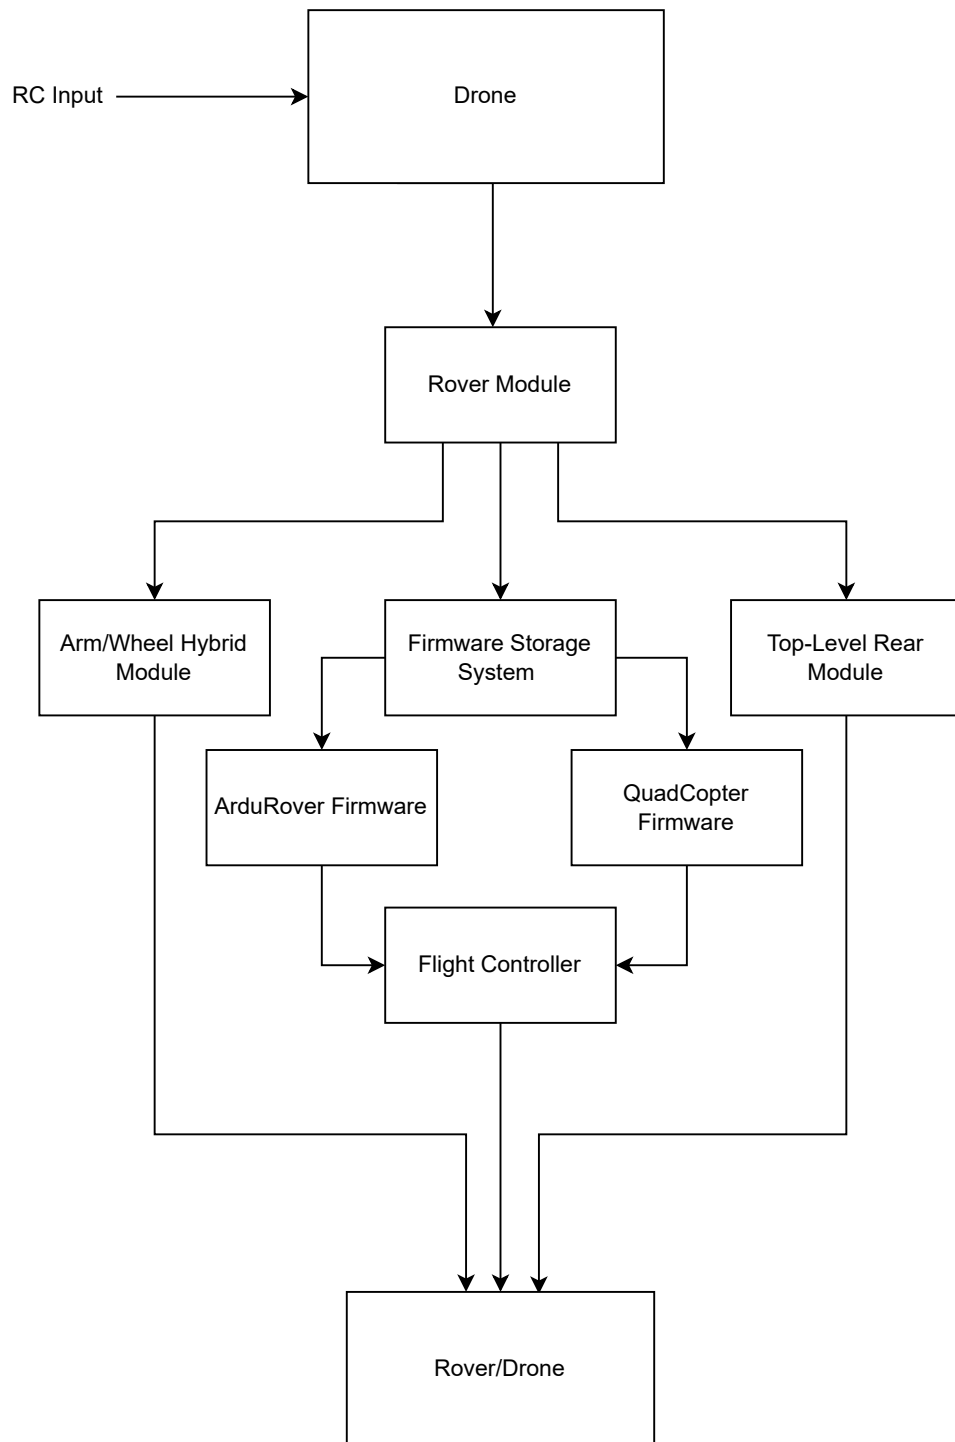 RC Input
Drone
Rover Module
Arm/Wheel Hybrid
Module
Firmware Storage
System
Top-Level Rear
Module
ArduRover Firmware
QuadCopter
Firmware
Flight Controller
Rover/Drone